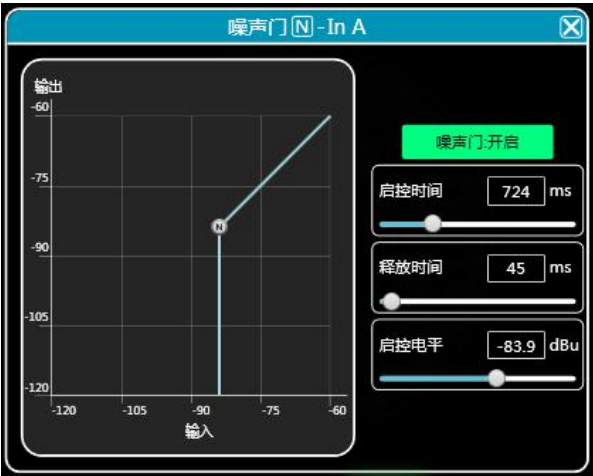 噪声门N-In A
输出
-60
-75
-90
-105
-120
N
-120 -105 -90 -75 -60
输入
噪声门:开启
启控时间 724 ms
释放时间 45 ms
启控电平 -83.9 dBu